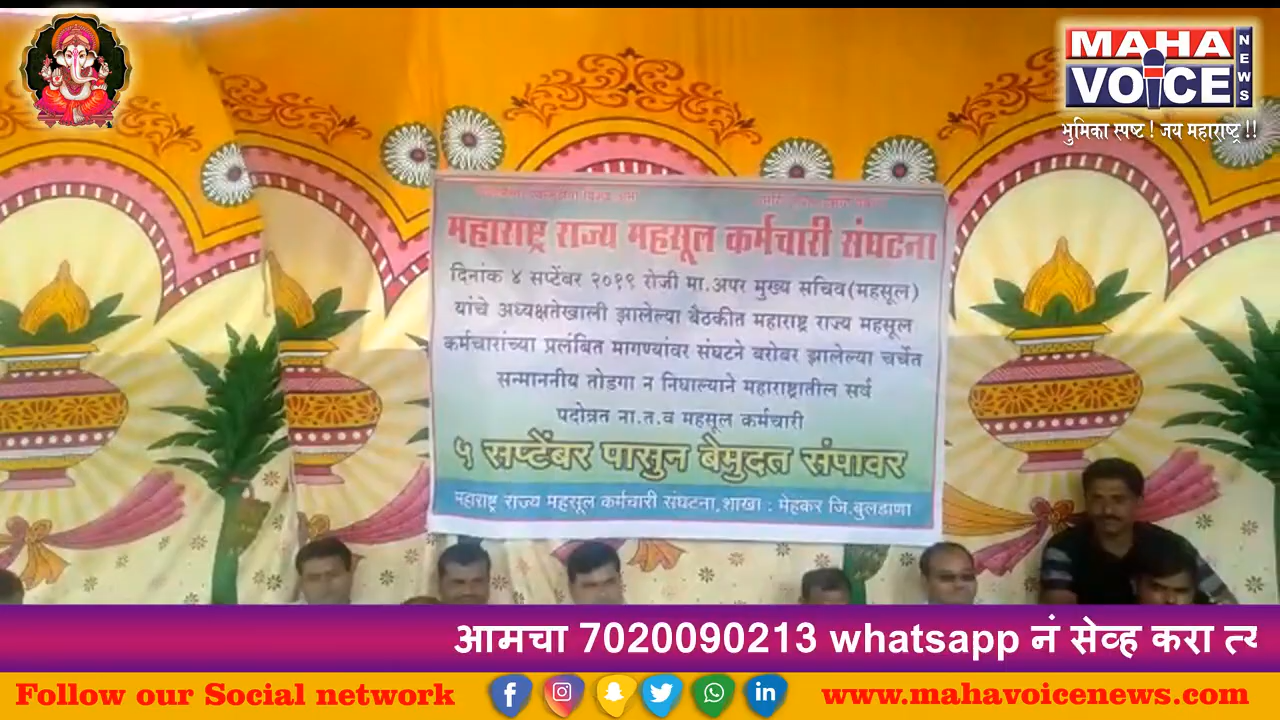 MAHA
VOICE
NEWS
भुमिका स्पष्ट ! जय महाराष्ट्र !!
महाराष्ट्र राज्य महसूल कर्मचारी संघटना
दिनांक ४ सप्टेंबर २०१९ रोजी मा.अपर मुख्य सचिव(महसूल)
यांचे अध्यक्षतेखाली झालेल्या बैठकीत महाराष्ट्र राज्य महसूल
कर्मचारांच्या प्रलंबित मागण्यांवर संघटने बरोबर झालेल्या चर्चेत
सन्माननीय तोडगा न निघाल्याने महाराष्ट्रातील सर्व
पदोन्नत ना.त.व महसूल कर्मचारी
५ सप्टेंबर पासुन बेमुदत संपावर
महाराष्ट्र राज्य महसूल कर्मचारी संघटना,शाखा : मेहकर जि.बुलडाणा
आमचा 7020090213 whatsapp नं सेव्ह करा
Follow our Social network
www.mahavoicenews.com